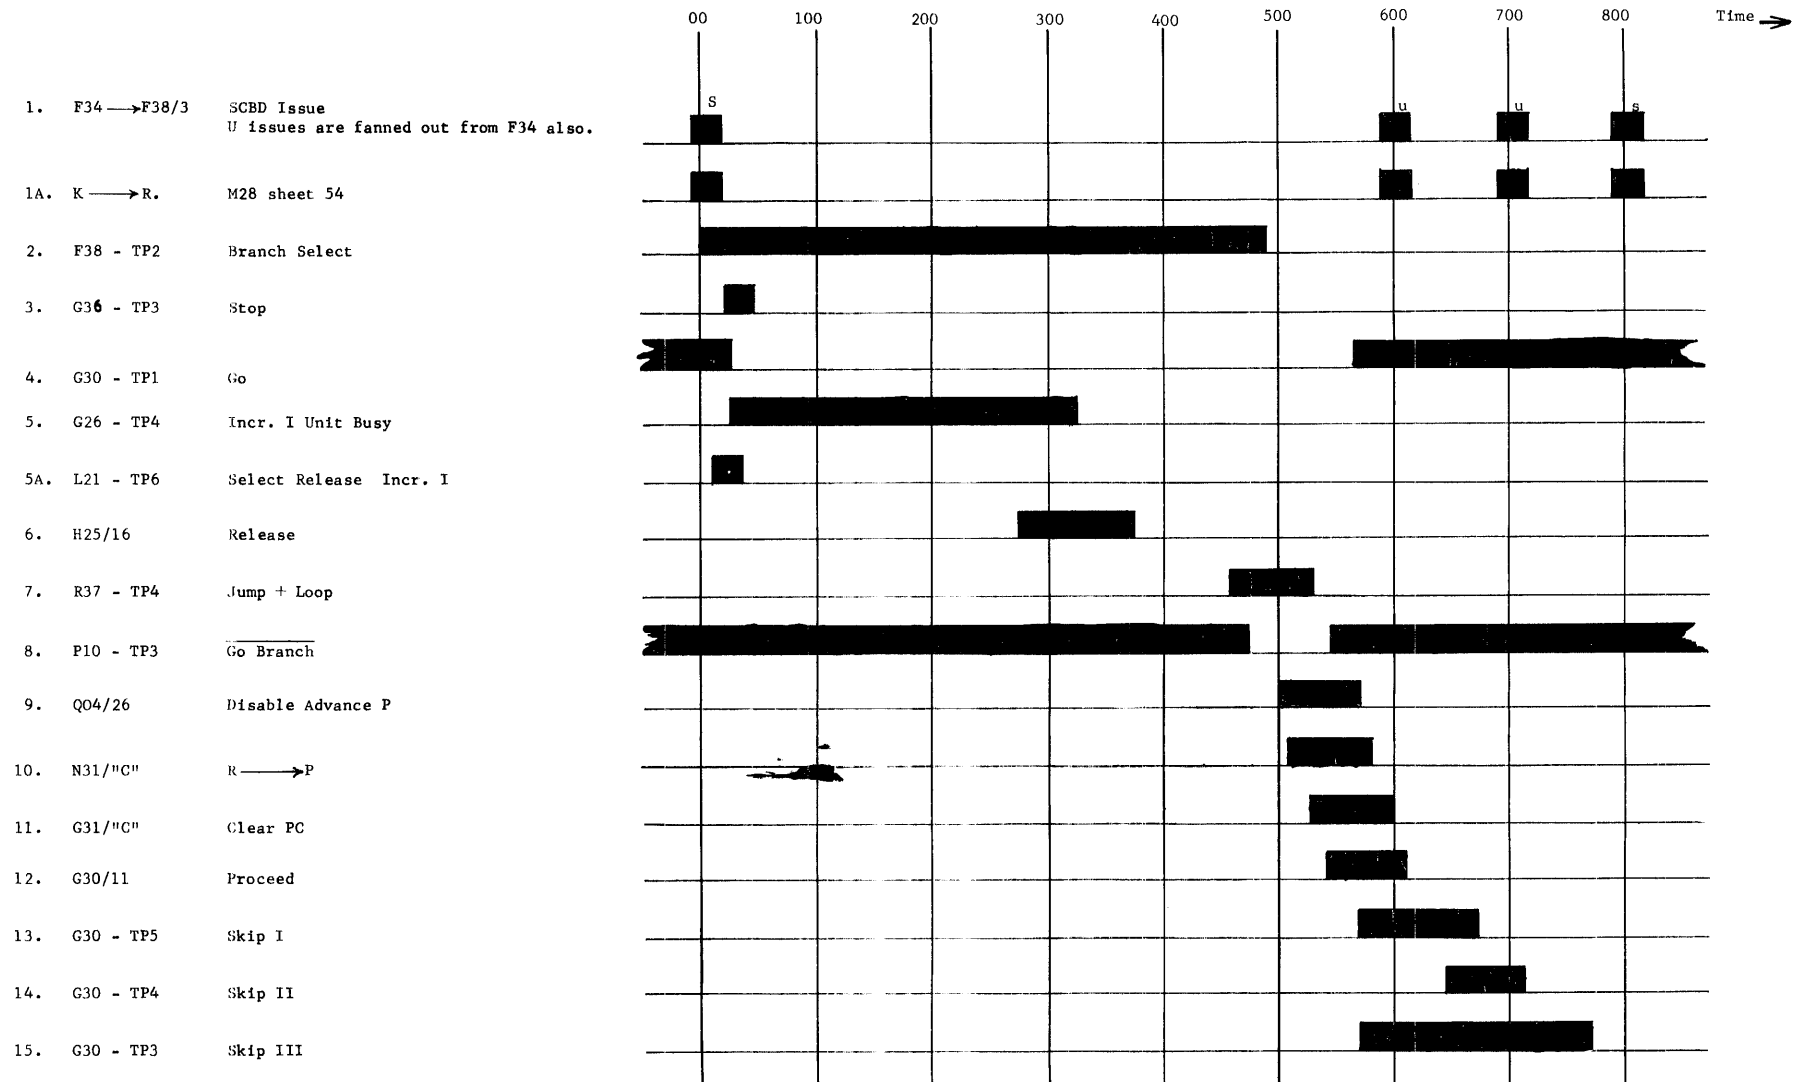 00 100 200 300 400 500 600 700 800 Time →
S u u s
1. F34 → F38/3 SCBD Issue
U issues are fanned out from F34 also.
1A. K → R. M28 sheet 54
2. F38 - TP2 Branch Select
3. G36 - TP3 Stop
4. G30 - TP1 Go
5. G26 - TP4 Incr. I Unit Busy
5A. L21 - TP6 Select Release Incr. I
6. H25/16 Release
7. R37 - TP4 Jump + Loop
8. P10 - TP3 Go Branch
9. Q04/26 Disable Advance P
10. N31/"C" R → P
11. G31/"C" Clear PC
12. G30/11 Proceed
13. G30 - TP5 Skip I
14. G30 - TP4 Skip II
15. G30 - TP3 Skip III